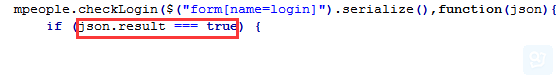 mpeople.checkLogin($("form[name=login]").serialize(),function(json){
if (json.result === true) {